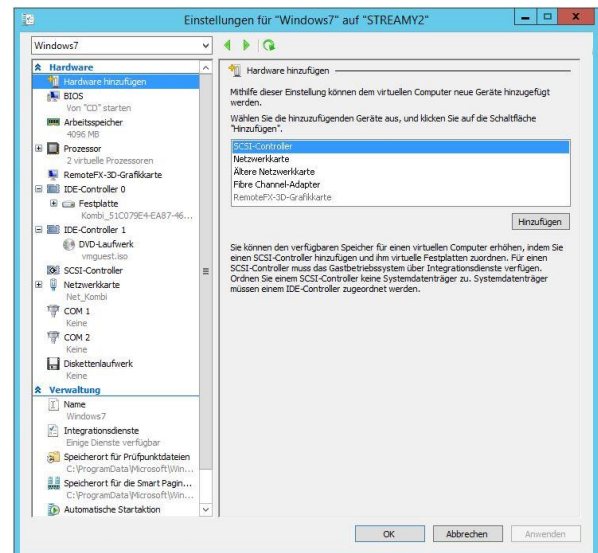 Einstellungen für "Windows7" auf "STREAMY2"
Windows7
Hardware
Hardware hinzufügen
BIOS
Von "CD" starten
Arbeitsspeicher
4096 MB
Prozessor
2 virtuelle Prozessoren
RemoteFX-3D-Grafikkarte
IDE-Controller 0
Festplatte
Kombi_51C079E4-EA87-46...
IDE-Controller 1
DVD-Laufwerk
vmguest.iso
SCSI-Controller
Netzwerkkarte
Net_Kombi
COM 1
Keine
COM 2
Keine
Diskettenlaufwerk
Keine
Verwaltung
Name
Windows7
Integrationsdienste
Einige Dienste verfügbar
Speicherort für Prüfpunktdateien
C:\ProgramData\Microsoft\Win...
Speicherort für die Smart Pagin...
C:\ProgramData\Microsoft\Win...
Automatische Startaktion
Hardware hinzufügen
Mithilfe dieser Einstellung können dem virtuellen Computer neue Geräte hinzugefügt
werden.
Wählen Sie die hinzuzufügenden Geräte aus, und klicken Sie auf die Schaltfläche
"Hinzufügen".
SCSI-Controller
Netzwerkkarte
Ältere Netzwerkkarte
Fibre Channel-Adapter
RemoteFX-3D-Grafikkarte
Hinzufügen
Sie können den verfügbaren Speicher für einen virtuellen Computer erhöhen, indem Sie
einen SCSI-Controller hinzufügen und ihm virtuelle Festplatten zuordnen. Für einen
SCSI-Controller muss das Gastbetriebssystem über Integrationsdienste verfügen.
Ordnen Sie einem SCSI-Controller keine Systemdatenträger zu. Systemdatenträger
müssen einem IDE-Controller zugeordnet werden.
OK
Abbrechen
Anwenden